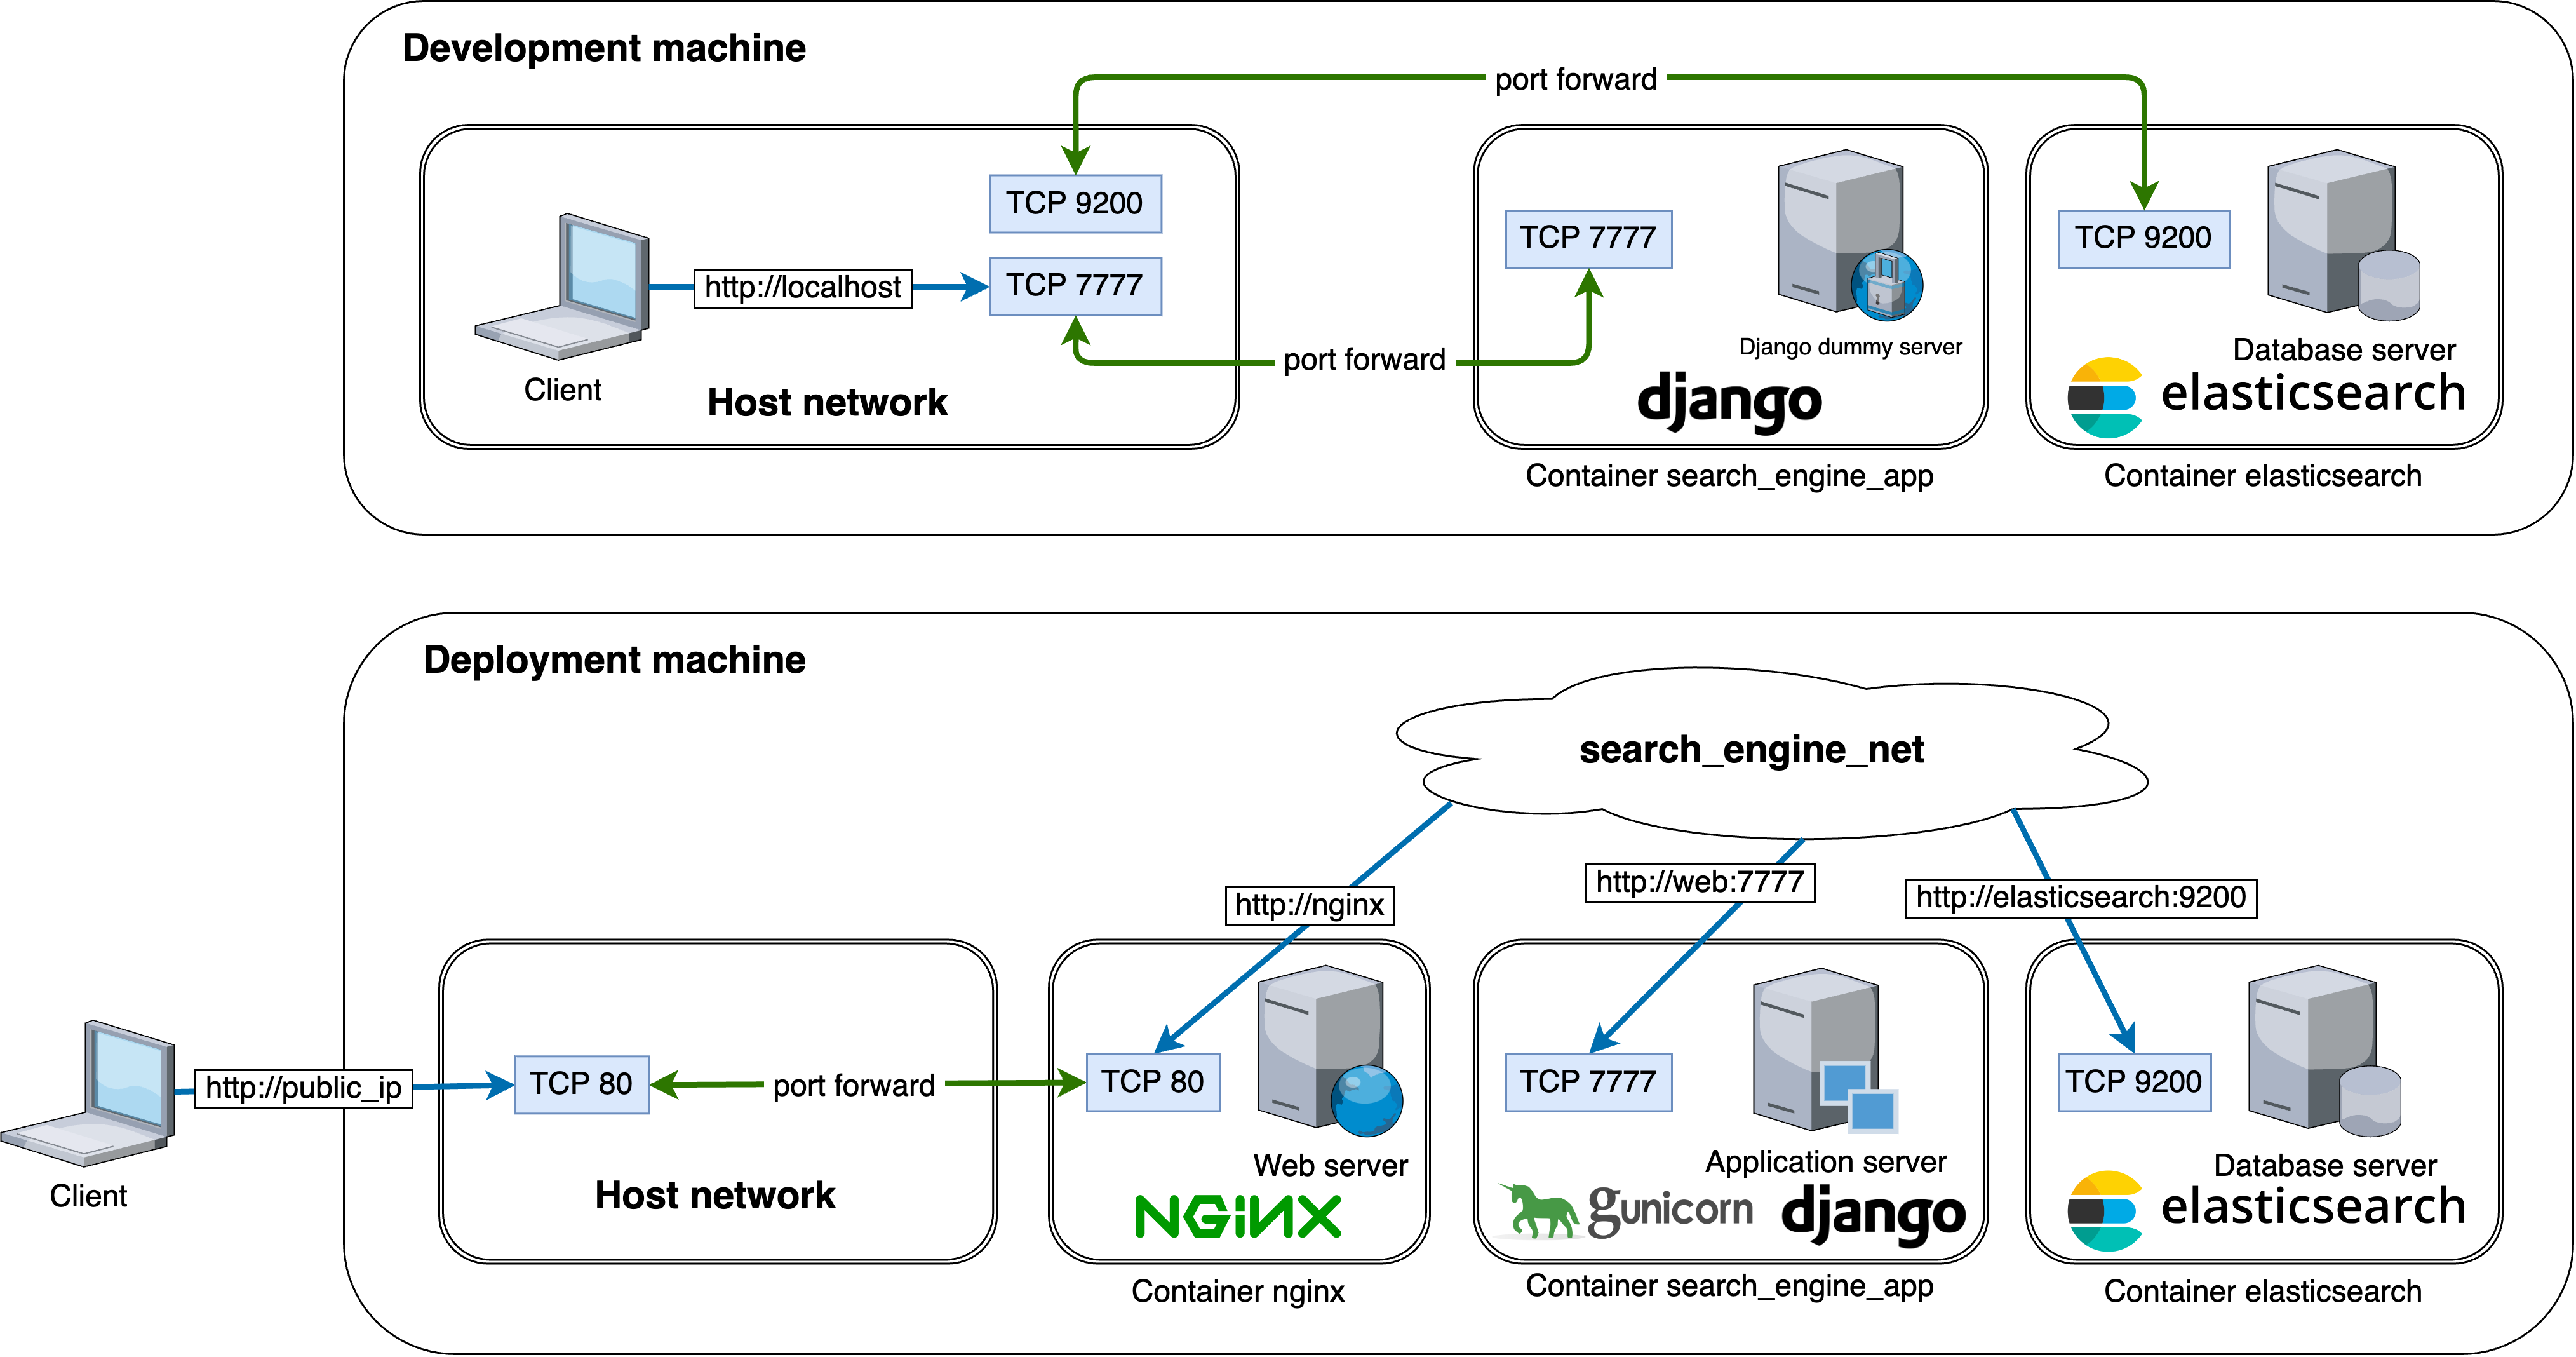 Development machine
port forward
TCP 9200
http://localhost
TCP 7777
Client
Host network
port forward
TCP 7777
Django dummy server
django
Container search_engine_app
TCP 9200
Database server
elasticsearch
Container elasticsearch
Deployment machine
search_engine_net
http://nginx
http://web:7777
http://elasticsearch:9200
Client
http://public_ip
TCP 80
port forward
Host network
TCP 80
Web server
NGiNX
Container nginx
TCP 7777
Application server
gunicorn
django
Container search_engine_app
TCP 9200
Database server
elasticsearch
Container elasticsearch